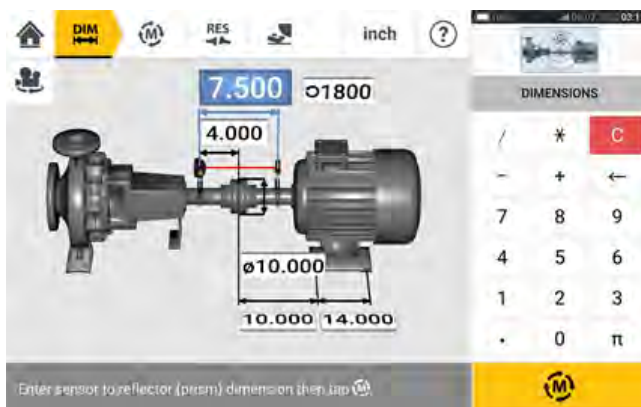 DIM
M
RES
inch
?
7.500 1800
4.000
DIMENSIONS
/ * C
- + ←
7 8 9
ø10.000
4 5 6
1 2 3
10.000 14.000
. 0 π
Enter sensor to reflector (prism) dimension then tap M
M